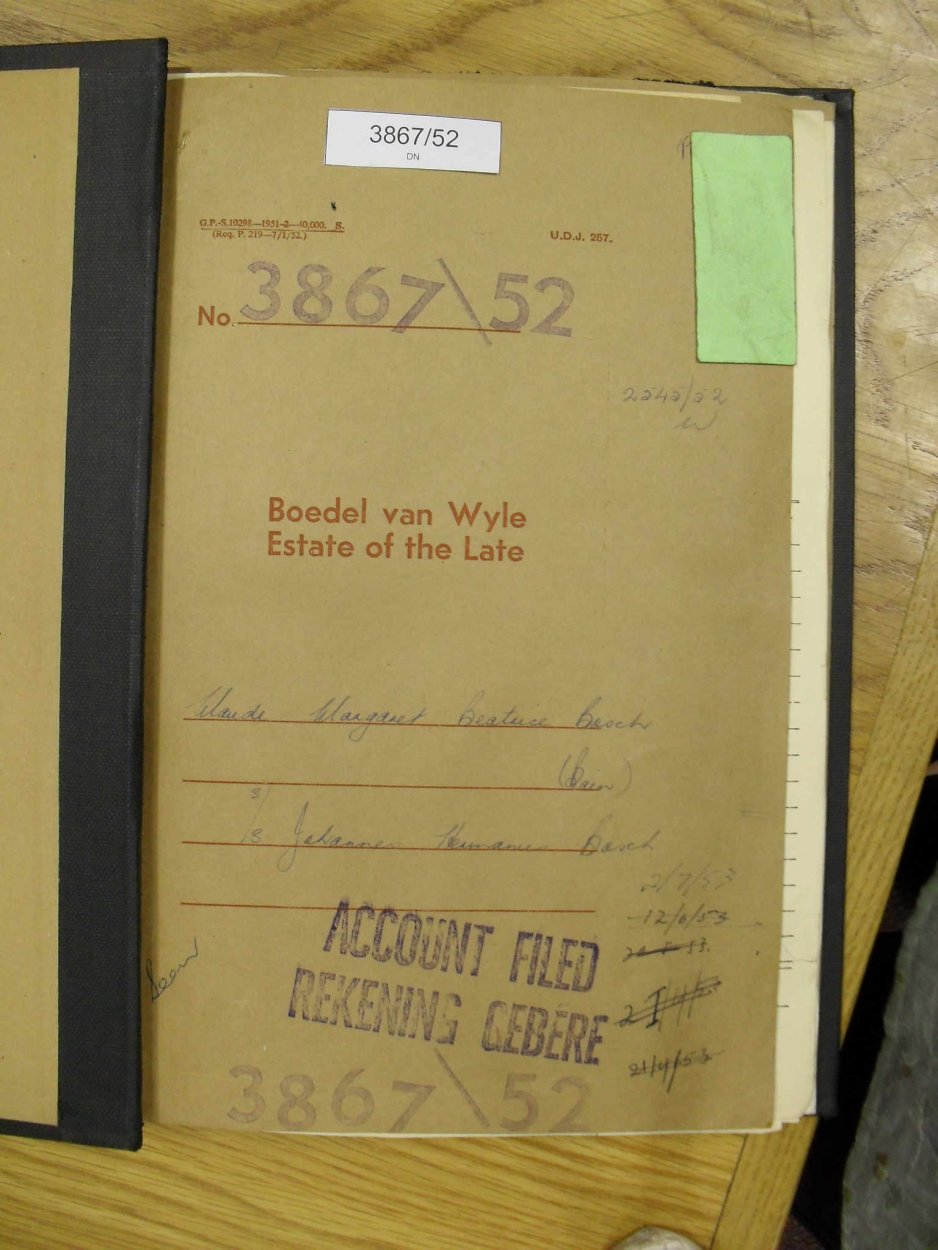 3867/52
DN
G.P.-S.10298—1951-2—40,000. S.
(Req. P. 219—7/1/52.)
U.D.J. 257.
No. 3867\52
2545/52
Boedel van Wyle
Estate of the Late
Maude Margaret Beatrice Bosch
s/
/s Johannes Hermanus Bosch
2/7/53
12/6/53
ACCOUNT FILED
REKENING GEBERE
21/4/53
Seen
3867\52